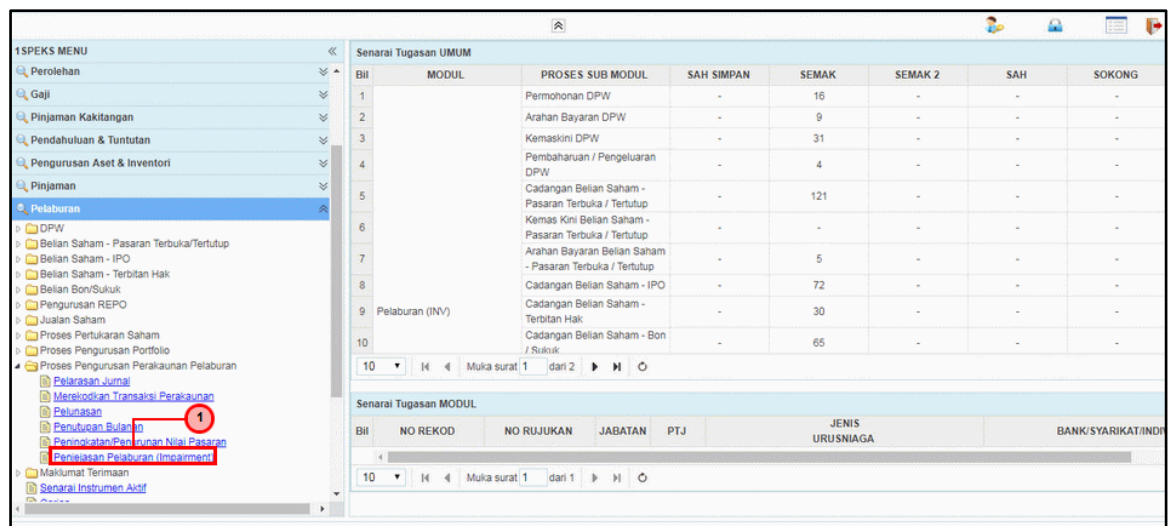 1SPEKS MENU
Perolehan
Gaji
Pinjaman Kakitangan
Pendahuluan & Tuntutan
Pengurusan Aset & Inventori
Pinjaman
Pelaburan
DPW
Belian Saham - Pasaran Terbuka/Tertutup
Belian Saham - IPO
Belian Saham - Terbitan Hak
Belian Bon/Sukuk
Pengurusan REPO
Jualan Saham
Proses Pertukaran Saham
Proses Pengurusan Portfolio
Proses Pengurusan Perakaunan Pelaburan
Pelarasan Jurnal
Merekodkan Transaksi Perakaunan
Pelunasan
Penutupan Bulanan
1
Peningkatan/Penurunan Nilai Pasaran
Penjejasan Pelaburan (Impairment)
Maklumat Terimaan
Senarai Instrumen Aktif
Senarai Tugasan UMUM
Bil MODUL PROSES SUB MODUL SAH SIMPAN SEMAK SEMAK 2 SAH SOKONG
1 Permohonan DPW - 16 - - -
2 Arahan Bayaran DPW - 9 - - -
3 Kemaskini DPW - 31 - - -
4 Pembaharuan / Pengeluaran
DPW - 4 - - -
5 Cadangan Belian Saham -
Pasaran Terbuka / Tertutup - 121 - - -
6 Kemas Kini Belian Saham -
Pasaran Terbuka / Tertutup - - - - -
7 Arahan Bayaran Belian Saham
- Pasaran Terbuka / Tertutup - 5 - - -
8 Cadangan Belian Saham - IPO - 72 - - -
9 Pelaburan (INV) Cadangan Belian Saham -
Terbitan Hak - 30 - - -
10 Cadangan Belian Saham - Bon
/ Sukuk - 65 - - -
10 Muka surat 1 dari 2
Senarai Tugasan MODUL
Bil NO REKOD NO RUJUKAN JABATAN PTJ JENIS
URUSNIAGA BANK/SYARIKAT/INDIV
10 Muka surat 1 dari 1